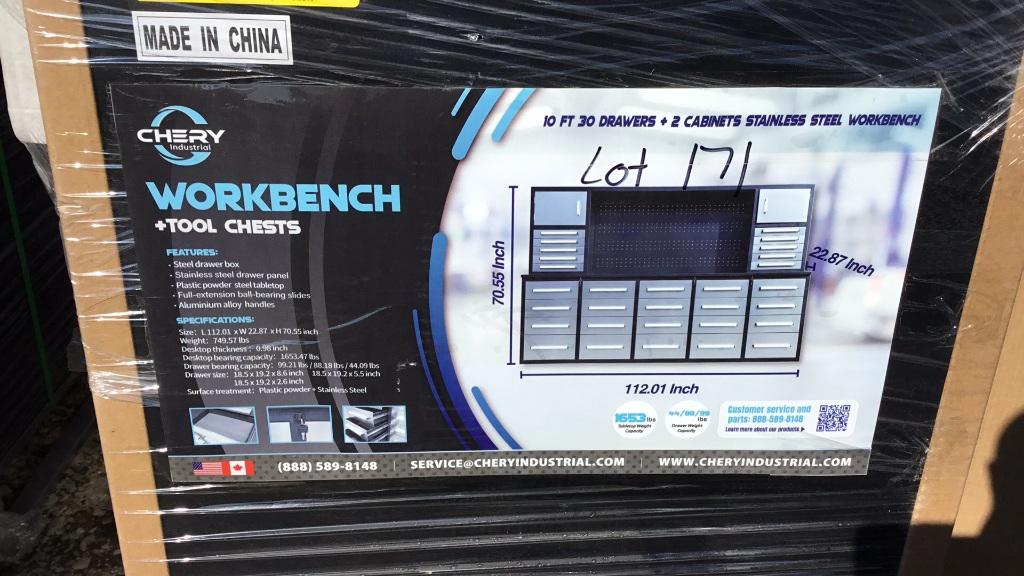 MADE IN CHINA
CHERY
Industrial
WORKBENCH
+TOOL CHESTS
FEATURES:
· Steel drawer box
· Stainless steel drawer panel
· Plastic powder steel tabletop
· Full-extension ball-bearing slides
· Aluminium alloy handles
SPECIFICATIONS:
Size: L 112.01 x W 22.87 x H 70.55 inch
Weight: 749.57 lbs
Desktop thickness: 0.98 inch
Desktop bearing capacity: 1653.47 lbs
Drawer bearing capacity: 99.21 lbs / 88.18 lbs / 44.09 lbs
Drawer size: 18.5 x 19.2 x 8.6 inch 18.5 x 19.2 x 5.5 inch
18.5 x 19.2 x 2.6 inch
Surface treatment: Plastic powder + Stainless Steel
10 FT 30 DRAWERS + 2 CABINETS STAINLESS STEEL WORKBENCH
Lot 171
70.55 Inch
22.87 Inch
112.01 Inch
1653 lbs
Tabletop Weight
Capacity
44/88/99
lbs
Drawer Weight
Capacity
Customer service and
parts: 888-589-8148
Learn more about our products
(888) 589-8148 | SERVICE@CHERYINDUSTRIAL.COM | WWW.CHERYINDUSTRIAL.COM